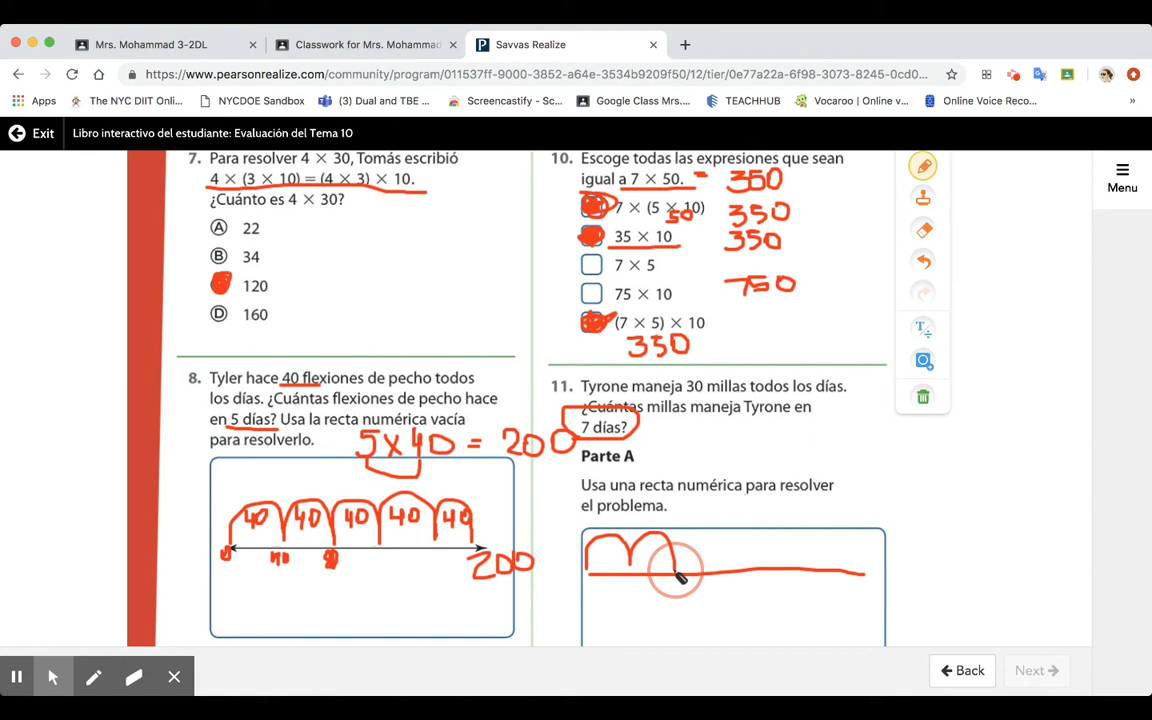 Mrs. Mohammad 3-2DL
Classwork for Mrs. Mohammad
Savvas Realize
https://www.pearsonrealize.com/community/program/011537ff-9000-3852-a64e-3534b9209f50/12/tier/0e77a22a-6f98-3073-8245-0cd0...
Apps
The NYC DIIT Onli...
NYCDOE Sandbox
(3) Dual and TBE ...
Screencastify - Sc...
Google Class Mrs....
TEACHHUB
Vocaroo | Online v...
Online Voice Reco...
»
Exit
Libro interactivo del estudiante: Evaluación del Tema 10
Menu
7. Para resolver 4 × 30, Tomás escribió
4 × (3 × 10) = (4 × 3) × 10.
¿Cuánto es 4 × 30?
A 22
B 34
120
D 160
8. Tyler hace 40 flexiones de pecho todos
los días. ¿Cuántas flexiones de pecho hace
en 5 días? Usa la recta numérica vacía
para resolverlo.
5 x 40 = 200
40 40 40 40 40
0 40
200
10. Escoge todas las expresiones que sean
igual a 7 × 50. = 350
7 × (5 × 10) 350
50
35 × 10 350
7 × 5
75 × 10 750
(7 × 5) × 10
350
11. Tyrone maneja 30 millas todos los días.
¿Cuántas millas maneja Tyrone en
7 días?
Parte A
Usa una recta numérica para resolver
el problema.
Back
Next